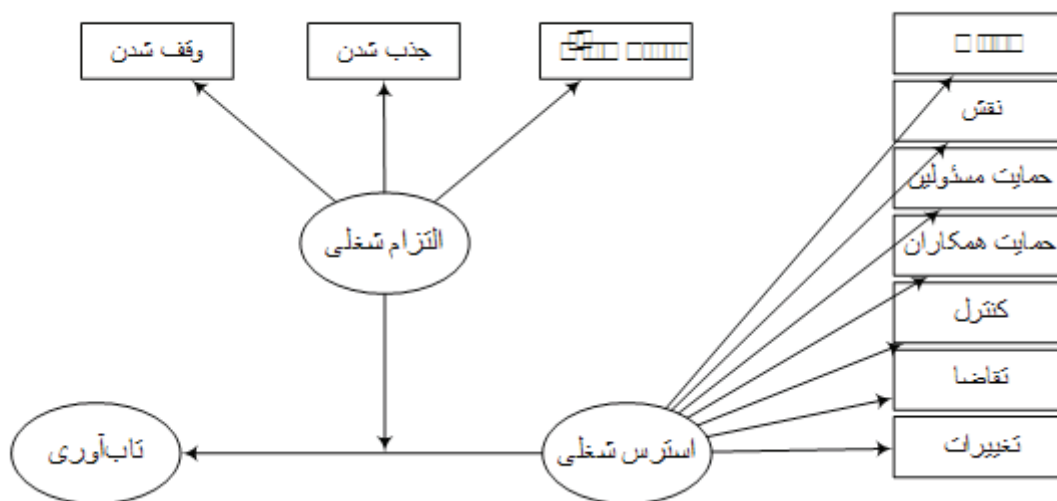 وقف شدن
جذب شدن
نقش
حمایت مسئولین
حمایت همکاران
کنترل
تقاضا
تغییرات
التزام شغلی
استرس شغلی
تاب‌آوری